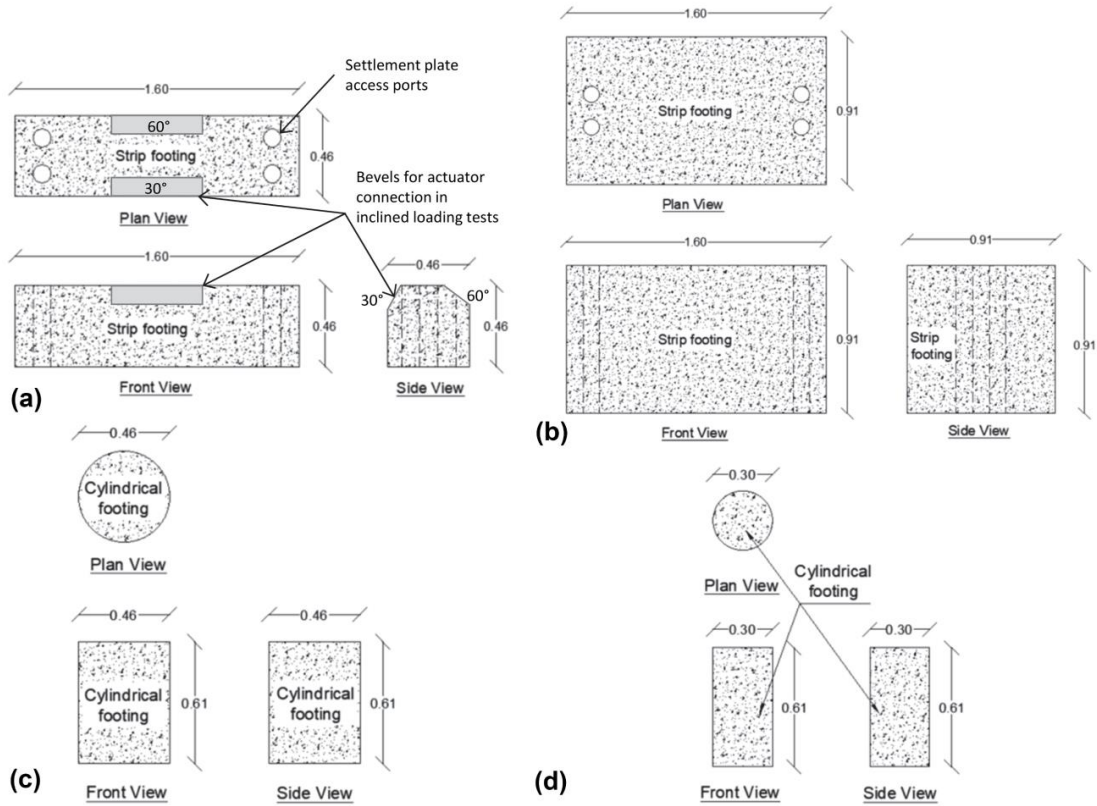 1.60
60°
Strip footing
30°
0.46
Plan View
Settlement plate
access ports
Bevels for actuator
connection in
inclined loading tests
1.60
Strip footing
0.46
Front View
0.46
30°
60°
0.46
Side View
(a)
1.60
Strip footing
0.91
Plan View
1.60
Strip footing
0.91
Front View
0.91
Strip
footing
0.91
Side View
(b)
0.46
Cylindrical
footing
Plan View
0.46
Cylindrical
footing
0.61
Front View
0.46
Cylindrical
footing
0.61
Side View
(c)
0.30
Plan View
Cylindrical
footing
0.30
0.61
Front View
0.30
0.61
Side View
(d)